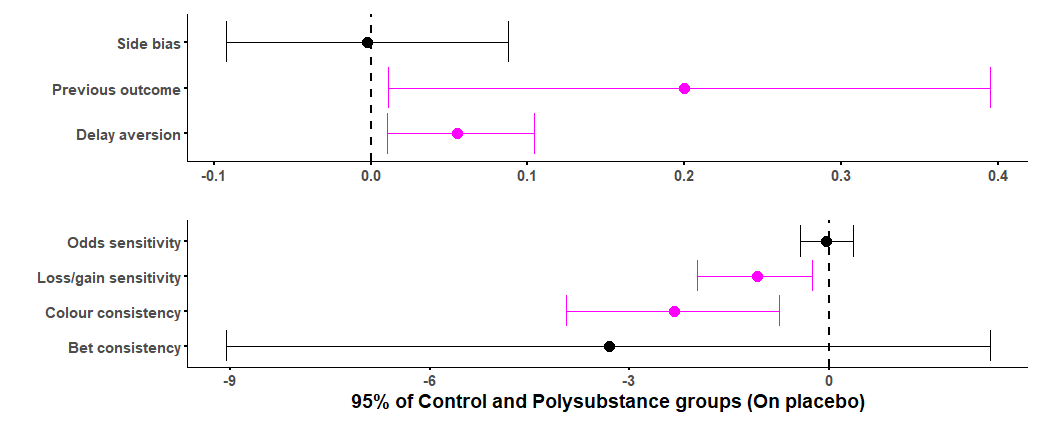 Side bias
Previous outcome
Delay aversion
-0.1 0.0 0.1 0.2 0.3 0.4
Odds sensitivity
Loss/gain sensitivity
Colour consistency
Bet consistency
-9 -6 -3 0
95% of Control and Polysubstance groups (On placebo)